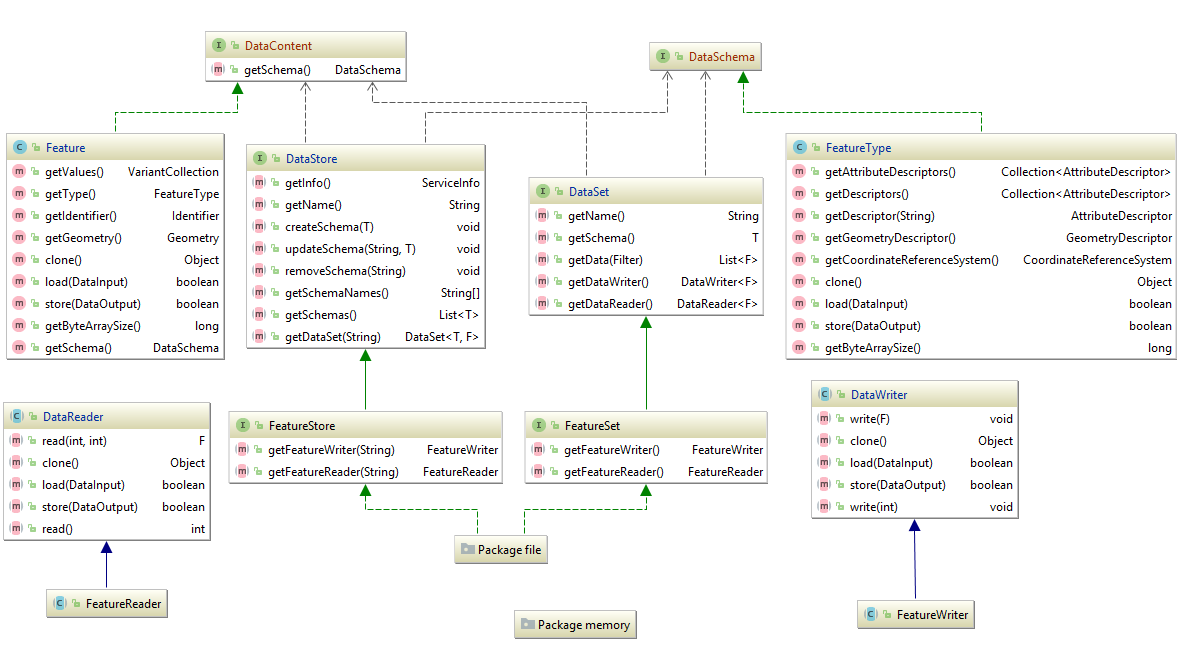 I DataContent
m getSchema() DataSchema
I DataSchema
C Feature
m getValues() VariantCollection
m getType() FeatureType
m getIdentifier() Identifier
m getGeometry() Geometry
m clone() Object
m load(DataInput) boolean
m store(DataOutput) boolean
m getByteArraySize() long
m getSchema() DataSchema
I DataStore
m getInfo() ServiceInfo
m getName() String
m createSchema(T) void
m updateSchema(String, T) void
m removeSchema(String) void
m getSchemaNames() String[]
m getSchemas() List<T>
m getDataSet(String) DataSet<T, F>
I DataSet
m getName() String
m getSchema() T
m getData(Filter) List<F>
m getDataWriter() DataWriter<F>
m getDataReader() DataReader<F>
C FeatureType
m getAttributeDescriptors() Collection<AttributeDescriptor>
m getDescriptors() Collection<AttributeDescriptor>
m getDescriptor(String) AttributeDescriptor
m getGeometryDescriptor() GeometryDescriptor
m getCoordinateReferenceSystem() CoordinateReferenceSystem
m clone() Object
m load(DataInput) boolean
m store(DataOutput) boolean
m getByteArraySize() long
C DataReader
m read(int, int) F
m clone() Object
m load(DataInput) boolean
m store(DataOutput) boolean
m read() int
I FeatureStore
m getFeatureWriter(String) FeatureWriter
m getFeatureReader(String) FeatureReader
I FeatureSet
m getFeatureWriter() FeatureWriter
m getFeatureReader() FeatureReader
C DataWriter
m write(F) void
m clone() Object
m load(DataInput) boolean
m store(DataOutput) boolean
m write(int) void
Package file
C FeatureReader
Package memory
C FeatureWriter